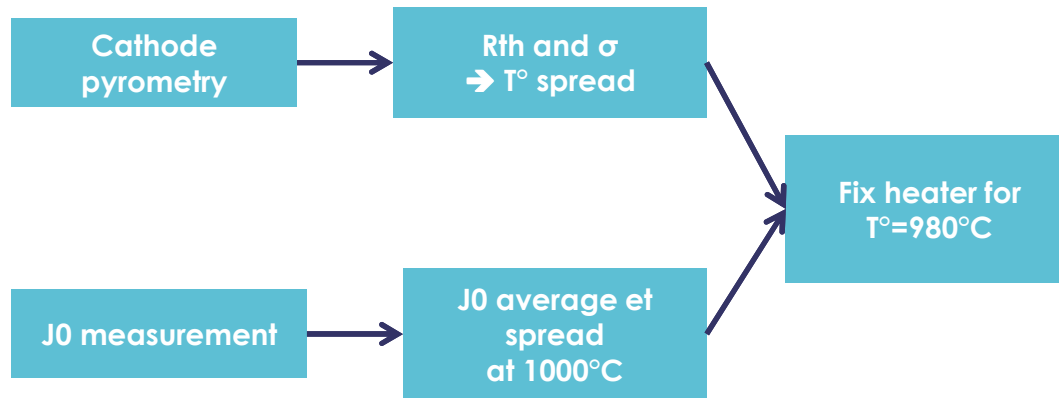 Cathode
pyrometry
Rth and σ
➔ T° spread
Fix heater for
T°=980°C
J0 measurement
J0 average et
spread
at 1000°C